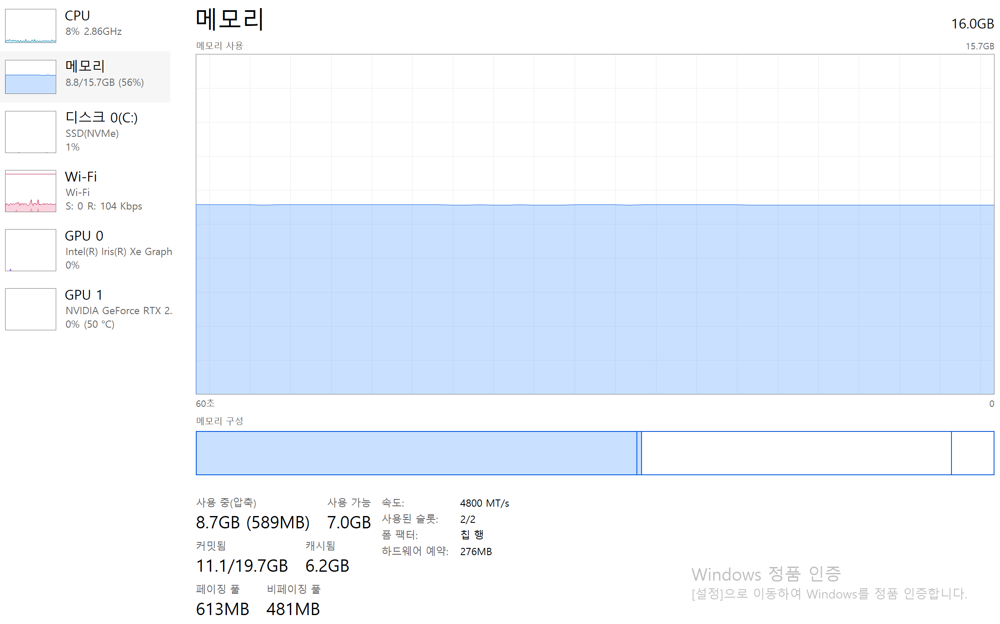 CPU
8% 2.86GHz
메모리
8.8/15.7GB (56%)
디스크 0(C:)
SSD(NVMe)
1%
Wi-Fi
Wi-Fi
S: 0 R: 104 Kbps
GPU 0
Intel(R) Iris(R) Xe Graph
0%
GPU 1
NVIDIA GeForce RTX 2..
0% (50 °C)
메모리
16.0GB
메모리 사용
15.7GB
60초
0
메모리 구성
사용 중(압축)
8.7GB (589MB)
사용 가능
7.0GB
커밋됨
11.1/19.7GB
캐시됨
6.2GB
페이징 풀
613MB
비페이징 풀
481MB
속도: 4800 MT/s
사용된 슬롯: 2/2
폼 팩터: 칩 행
하드웨어 예약: 276MB
Windows 정품 인증
[설정]으로 이동하여 Windows를 정품 인증합니다.